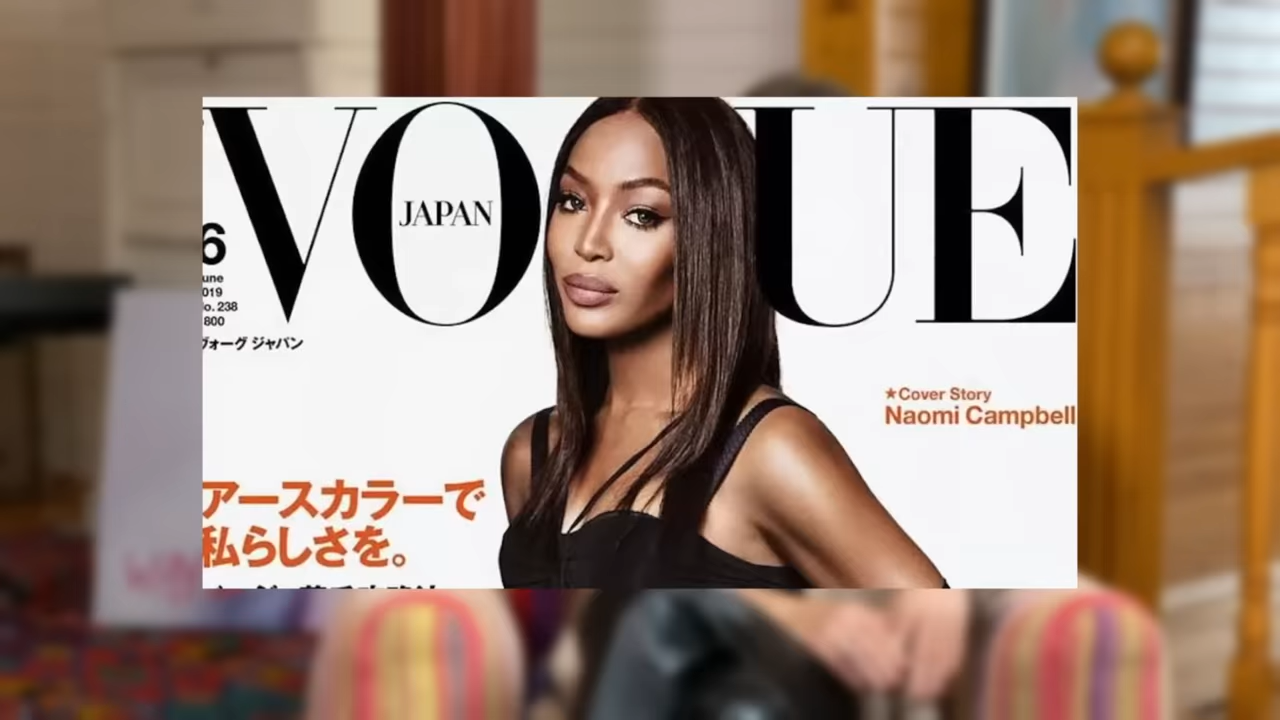 VOGUE
JAPAN
6
une
019
o. 238
800
ヴォーグ ジャパン
★Cover Story
Naomi Campbell
アースカラーで
私らしさを。